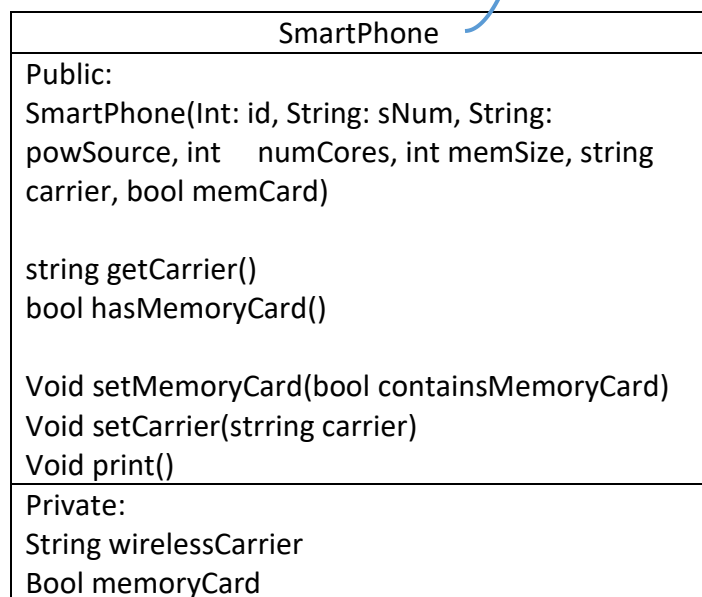 SmartPhone
Public:
SmartPhone(Int: id, String: sNum, String:
powSource, int numCores, int memSize, string
carrier, bool memCard)
string getCarrier()
bool hasMemoryCard()
Void setMemoryCard(bool containsMemoryCard)
Void setCarrier(strring carrier)
Void print()
Private:
String wirelessCarrier
Bool memoryCard